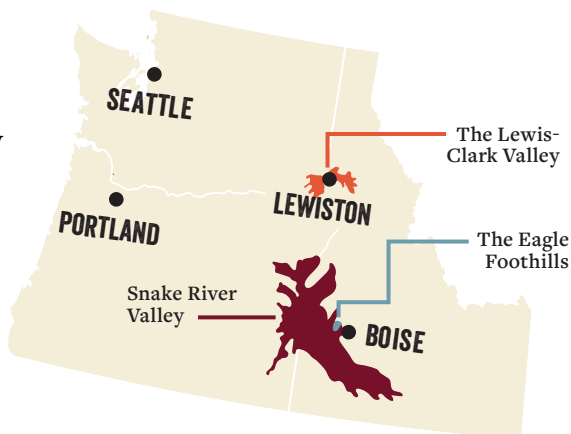 SEATTLE
The Lewis-
Clark Valley
LEWISTON
PORTLAND
The Eagle
Foothills
Snake River
Valley
BOISE